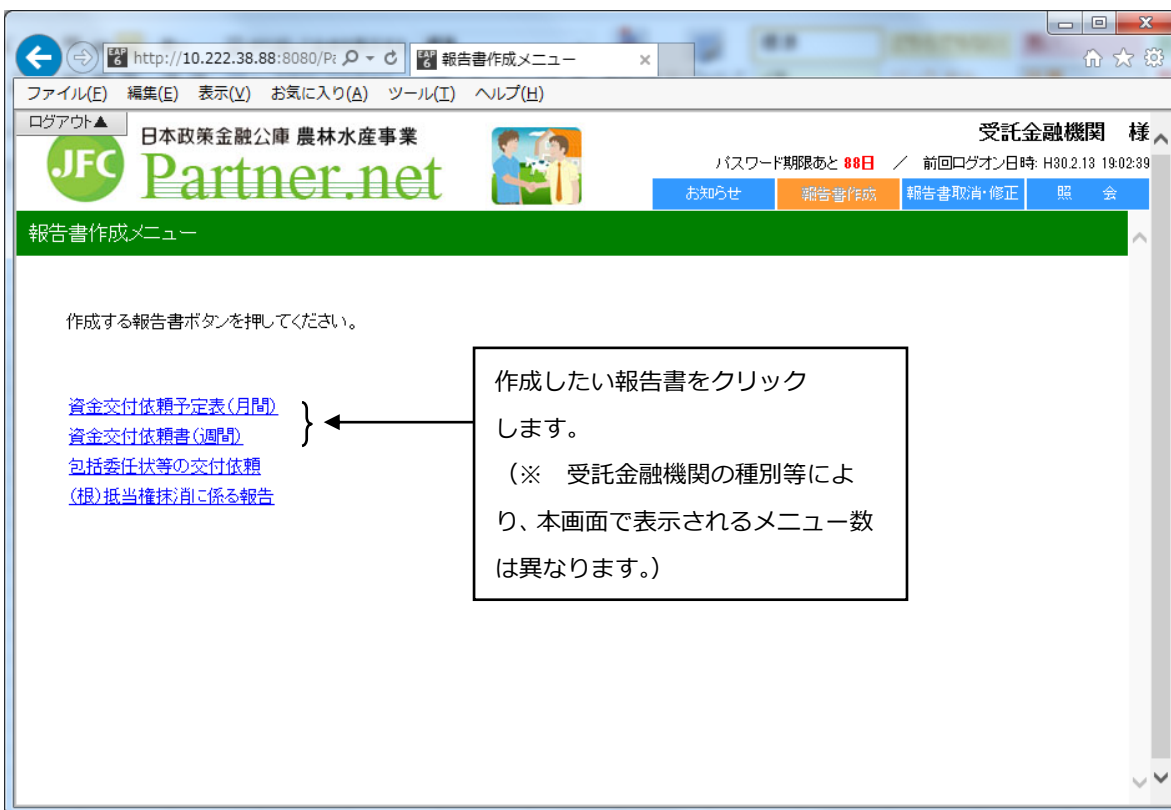 http://10.222.38.88:8080/Pa
報告書作成メニュー
ファイル(F) 編集(E) 表示(V) お気に入り(A) ツール(T) ヘルプ(H)
ログアウト▲
JFC
日本政策金融公庫 農林水産事業
Partner.net
受託金融機関 様
パスワード期限あと 88日 / 前回ログオン日時: H30.2.13 19:02:39
お知らせ 報告書作成 報告書取消・修正 照 会
報告書作成メニュー
作成する報告書ボタンを押してください。
資金交付依頼予定表(月間)
資金交付依頼書(週間)
包括委任状等の交付依頼
(根)抵当権抹消に係る報告
作成したい報告書をクリック
します。
(※ 受託金融機関の種別等によ
り、本画面で表示されるメニュー数
は異なります。)